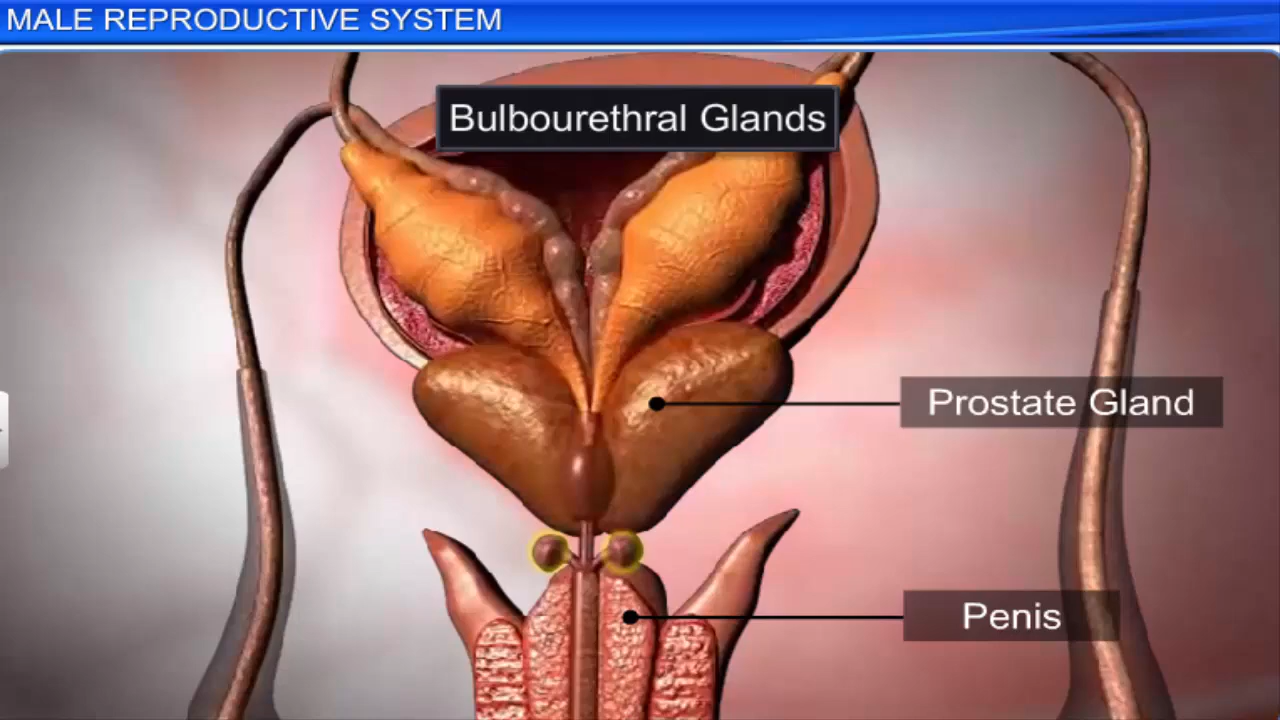 MALE REPRODUCTIVE SYSTEM
Bulbourethral Glands
Prostate Gland
Penis